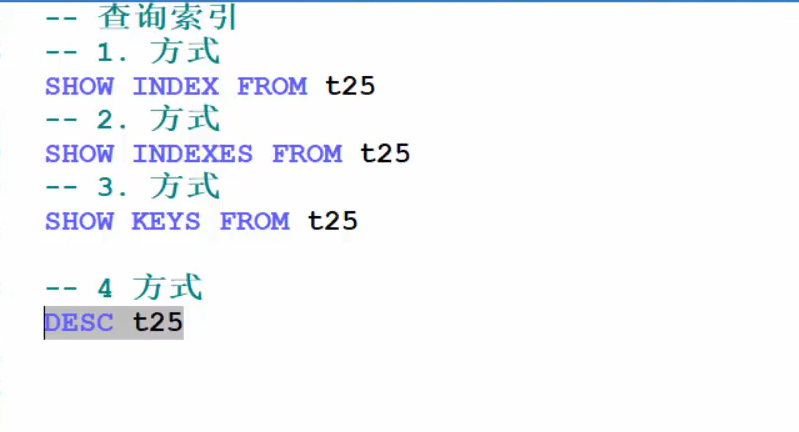 -- 查询索引
-- 1. 方式
SHOW INDEX FROM t25
-- 2. 方式
SHOW INDEXES FROM t25
-- 3. 方式
SHOW KEYS FROM t25
-- 4 方式
DESC t25